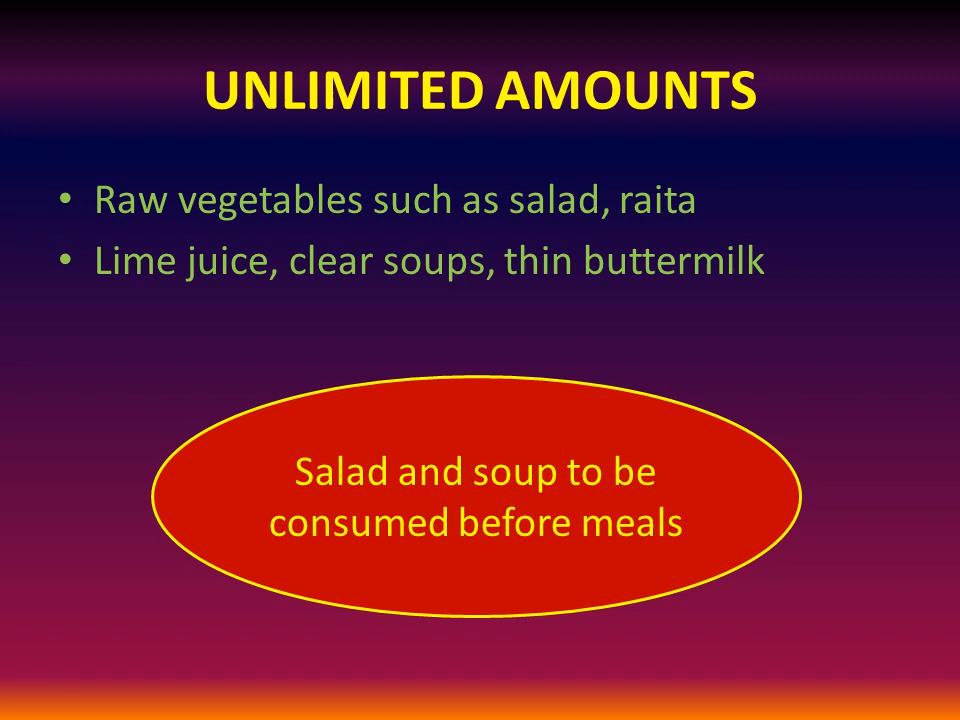 UNLIMITED AMOUNTS
• Raw vegetables such as salad, raita
• Lime juice, clear soups, thin buttermilk
Salad and soup to be
consumed before meals